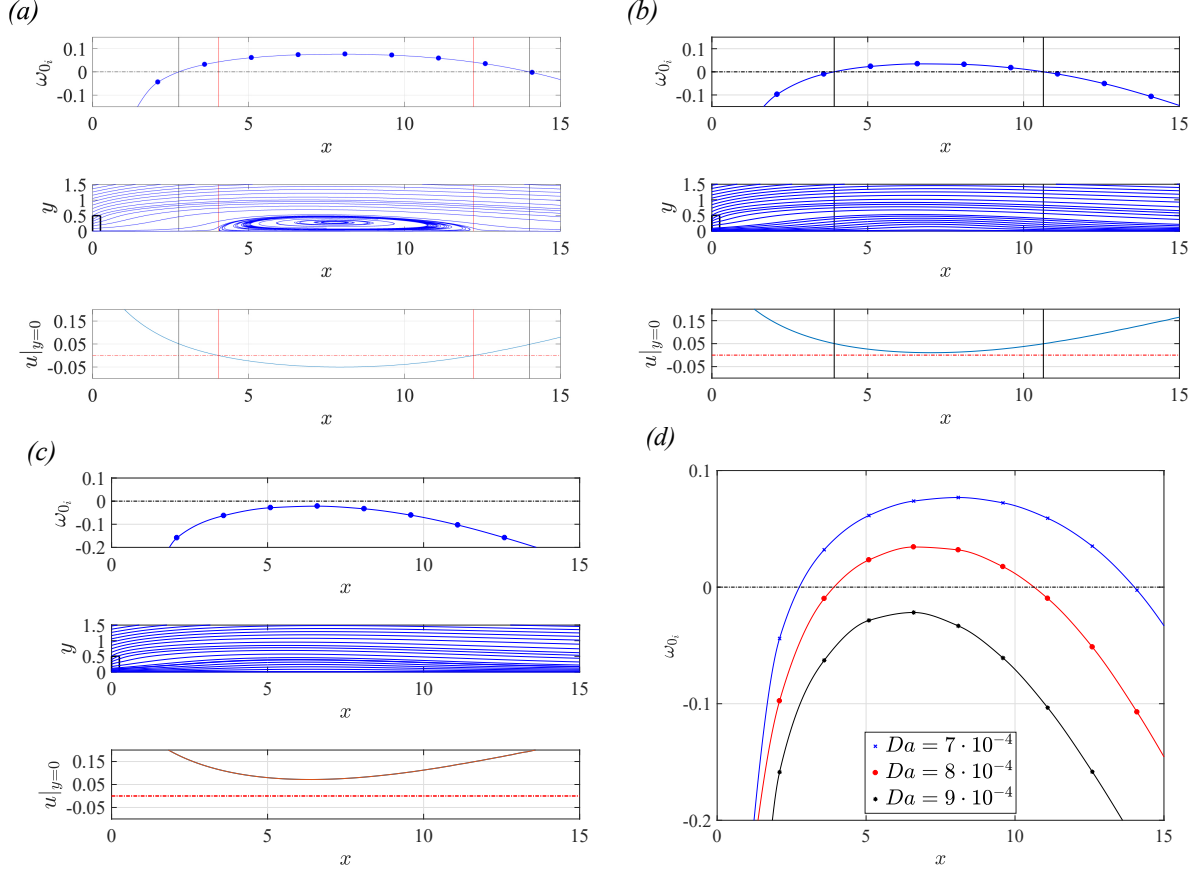 (a)
0.1
0
-0.1
ω0i
0 5 10 15
x
1.5
1
0.5
0
y
0 5 10 15
x
0.15
0.05
-0.05
u|y=0
0 5 10 15
x
(b)
0.1
0
-0.1
ω0i
0 5 10 15
x
1.5
1
0.5
0
y
0 5 10 15
x
0.15
0.05
-0.05
u|y=0
0 5 10 15
x
(c)
0.1
0
-0.1
-0.2
ω0i
0 5 10 15
x
1.5
1
0.5
0
y
0 5 10 15
x
0.15
0.05
-0.05
u|y=0
0 5 10 15
x
(d)
0.1
0
-0.1
-0.2
ω0i
Da = 7 · 10⁻⁴
Da = 8 · 10⁻⁴
Da = 9 · 10⁻⁴
0 5 10 15
x